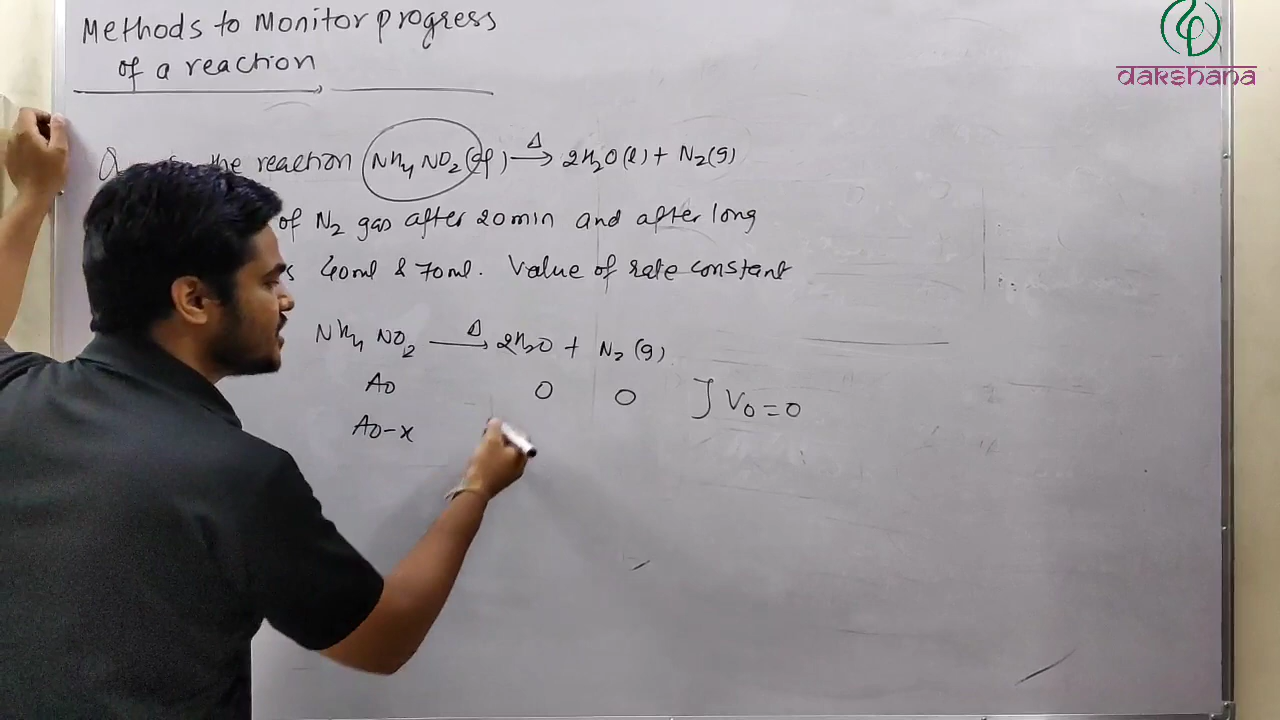 Methods to Monitor progress
of a reaction
dakshana
the reaction NH4NO2(aq) Δ→ 2H2O(l) + N2(g)
of N2 gas after 20min and after long
40ml & 70ml. Value of rate constant
NH4NO2 Δ→ 2H2O + N2(g)
A0 0 0 } V0=0
A0-x